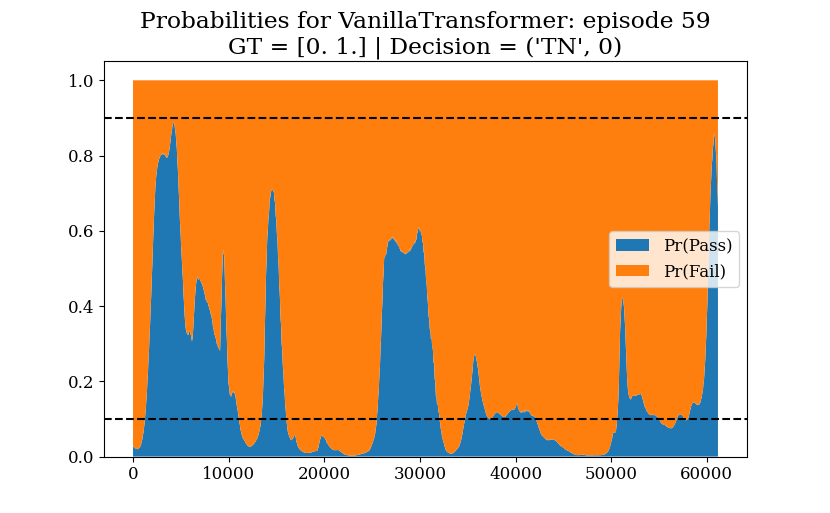 Probabilities for VanillaTransformer: episode 59
GT = [0. 1.] | Decision = ('TN', 0)
1.0
0.8
0.6
0.4
0.2
0.0
Pr(Pass)
Pr(Fail)
0 10000 20000 30000 40000 50000 60000